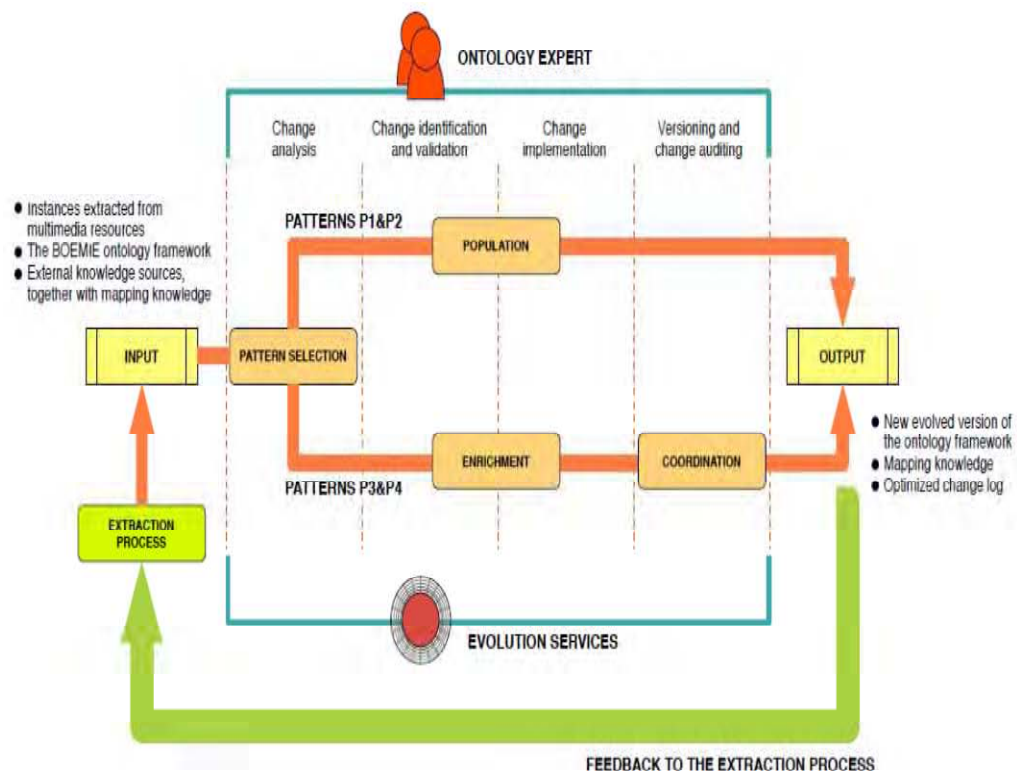 ONTOLOGY EXPERT
Change
analysis
Change identification
and validation
Change
implementation
Versioning and
change auditing
● Instances extracted from
multimedia resources
● The BOEMIE ontology framework
● External knowledge sources,
together with mapping knowledge
PATTERNS P1&P2
POPULATION
INPUT
PATTERN SELECTION
OUTPUT
● New evolved version of
the ontology framework
● Mapping knowledge
● Optimized change log
ENRICHMENT
COORDINATION
PATTERNS P3&P4
EXTRACTION
PROCESS
EVOLUTION SERVICES
FEEDBACK TO THE EXTRACTION PROCESS